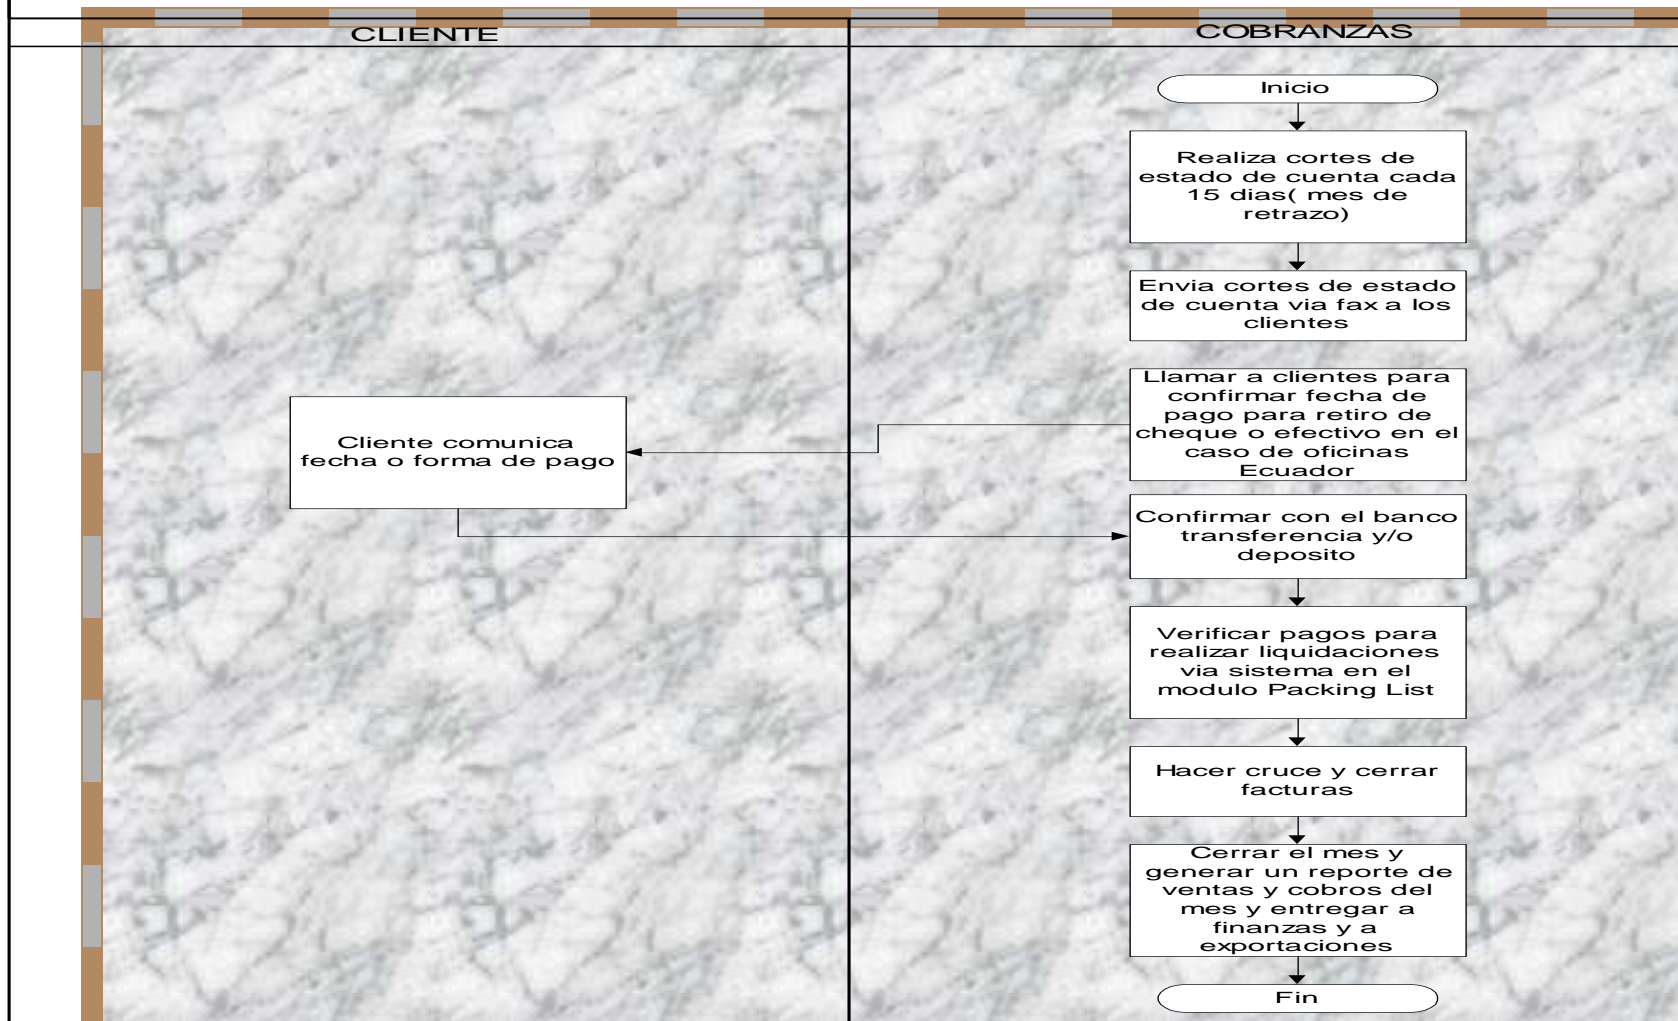 CLIENTE
COBRANZAS
Inicio
Realiza cortes de
estado de cuenta cada
15 dias( mes de
retrazo)
Envia cortes de estado
de cuenta via fax a los
clientes
Llamar a clientes para
confirmar fecha de
pago para retiro de
cheque o efectivo en el
caso de oficinas
Ecuador
Cliente comunica
fecha o forma de pago
Confirmar con el banco
transferencia y/o
deposito
Verificar pagos para
realizar liquidaciones
via sistema en el
modulo Packing List
Hacer cruce y cerrar
facturas
Cerrar el mes y
generar un reporte de
ventas y cobros del
mes y entregar a
finanzas y a
exportaciones
Fin